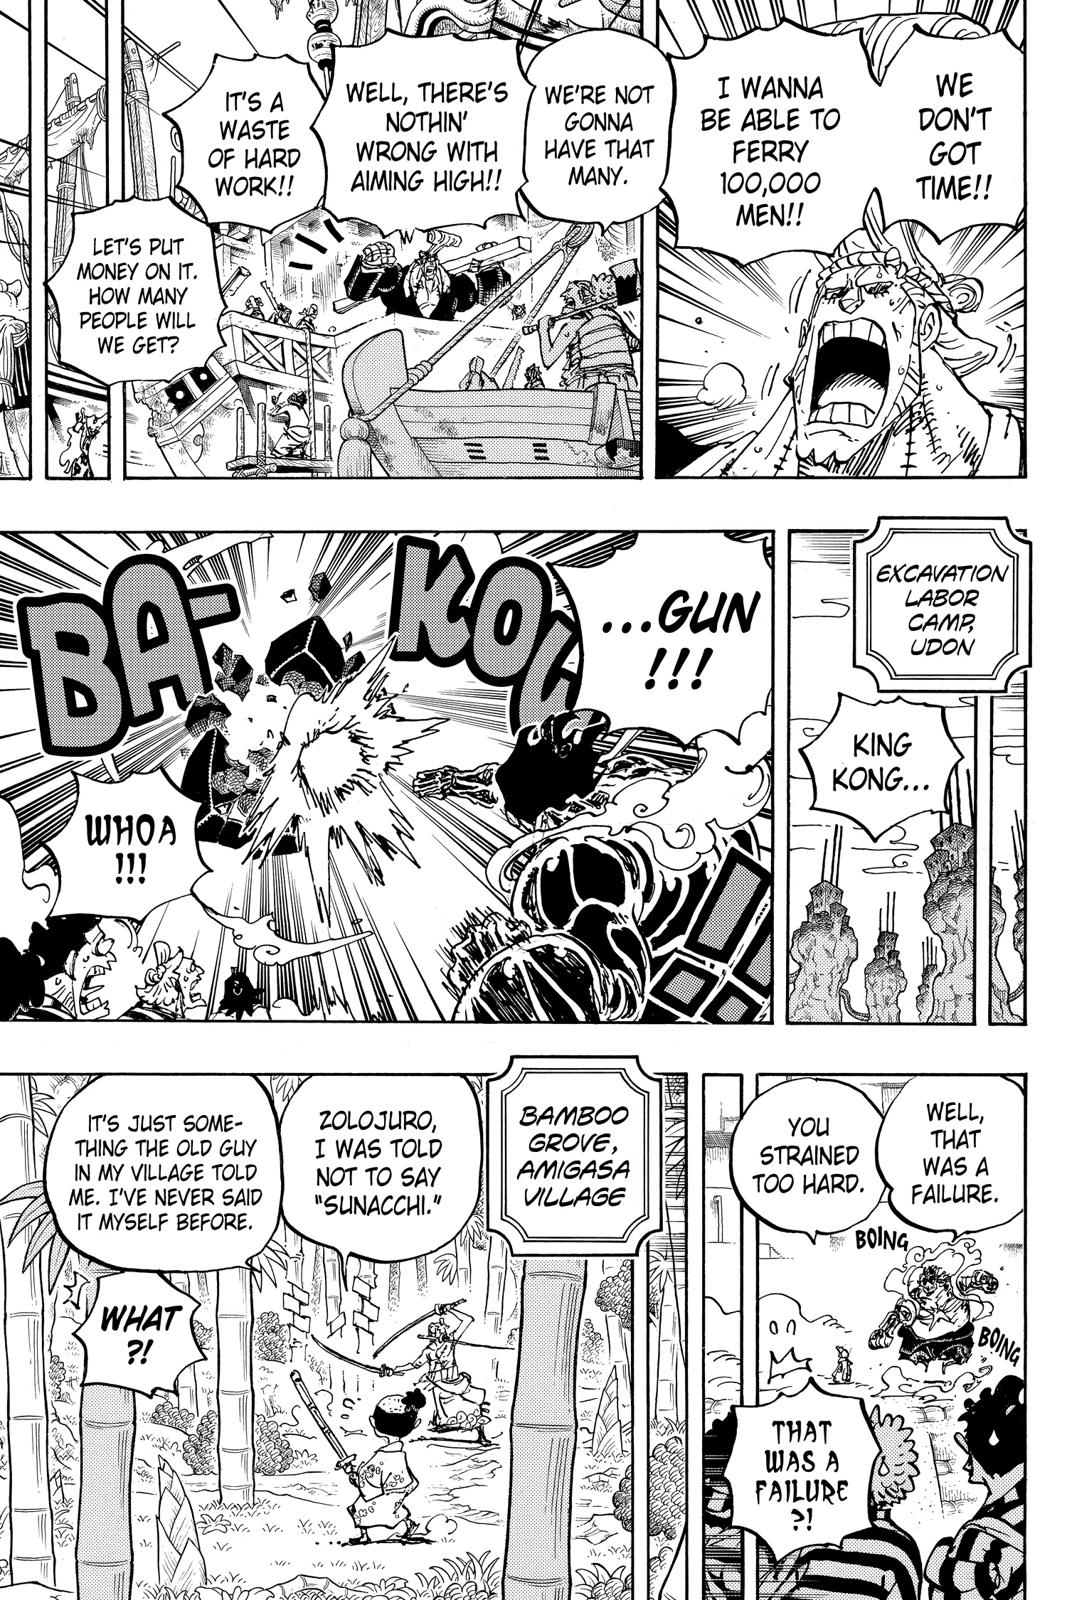 WE
DON'T
GOT
TIME!!
I WANNA
BE ABLE TO
FERRY
100,000
MEN!!
WE'RE NOT
GONNA
HAVE THAT
MANY.
WELL, THERE'S
NOTHIN'
WRONG WITH
AIMING HIGH!!
IT'S A
WASTE
OF HARD
WORK!!
LET'S PUT
MONEY ON IT.
HOW MANY
PEOPLE WILL
WE GET?
EXCAVATION
LABOR
CAMP,
UDON
KING
KONG...
...GUN
!!!
BA-
KOOM
WHOA
!!!
WELL,
THAT
WAS A
FAILURE.
YOU
STRAINED
TOO HARD.
BOING
BOING
THAT
WAS A
FAILURE
?!
BAMBOO
GROVE,
AMIGASA
VILLAGE
ZOLOJURO,
I WAS TOLD
NOT TO SAY
"SUNACCHI."
IT'S JUST SOME-
THING THE OLD GUY
IN MY VILLAGE TOLD
ME. I'VE NEVER SAID
IT MYSELF BEFORE.
WHAT
?!